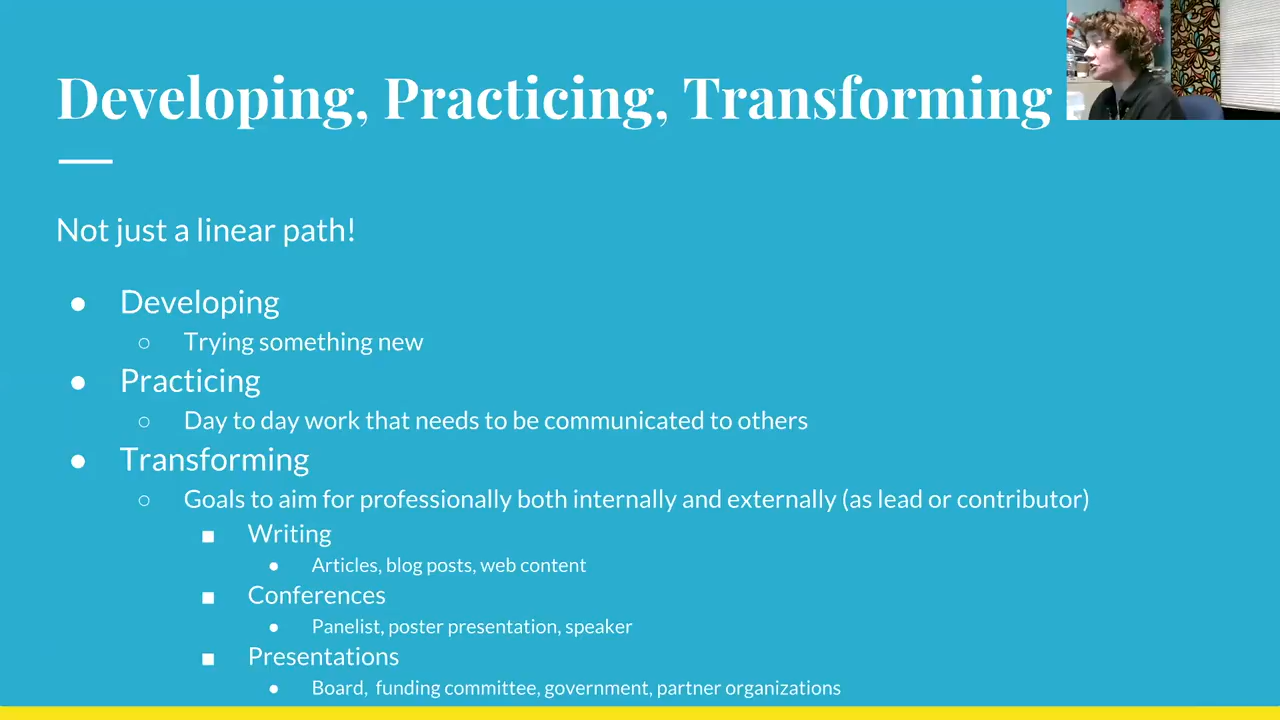 Developing, Practicing, Transforming
Not just a linear path!
● Developing
○ Trying something new
● Practicing
○ Day to day work that needs to be communicated to others
● Transforming
○ Goals to aim for professionally both internally and externally (as lead or contributor)
■ Writing
● Articles, blog posts, web content
■ Conferences
● Panelist, poster presentation, speaker
■ Presentations
● Board, funding committee, government, partner organizations